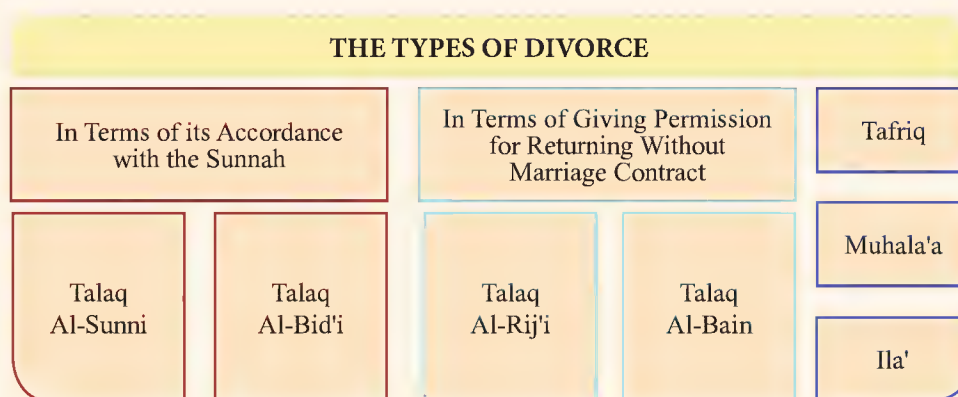 THE TYPES OF DIVORCE
In Terms of its Accordance
with the Sunnah
In Terms of Giving Permission
for Returning Without
Marriage Contract
Tafriq
Muhala'a
Ila'
Talaq
Al-Sunni
Talaq
Al-Bid'i
Talaq
Al-Rij'i
Talaq
Al-Bain